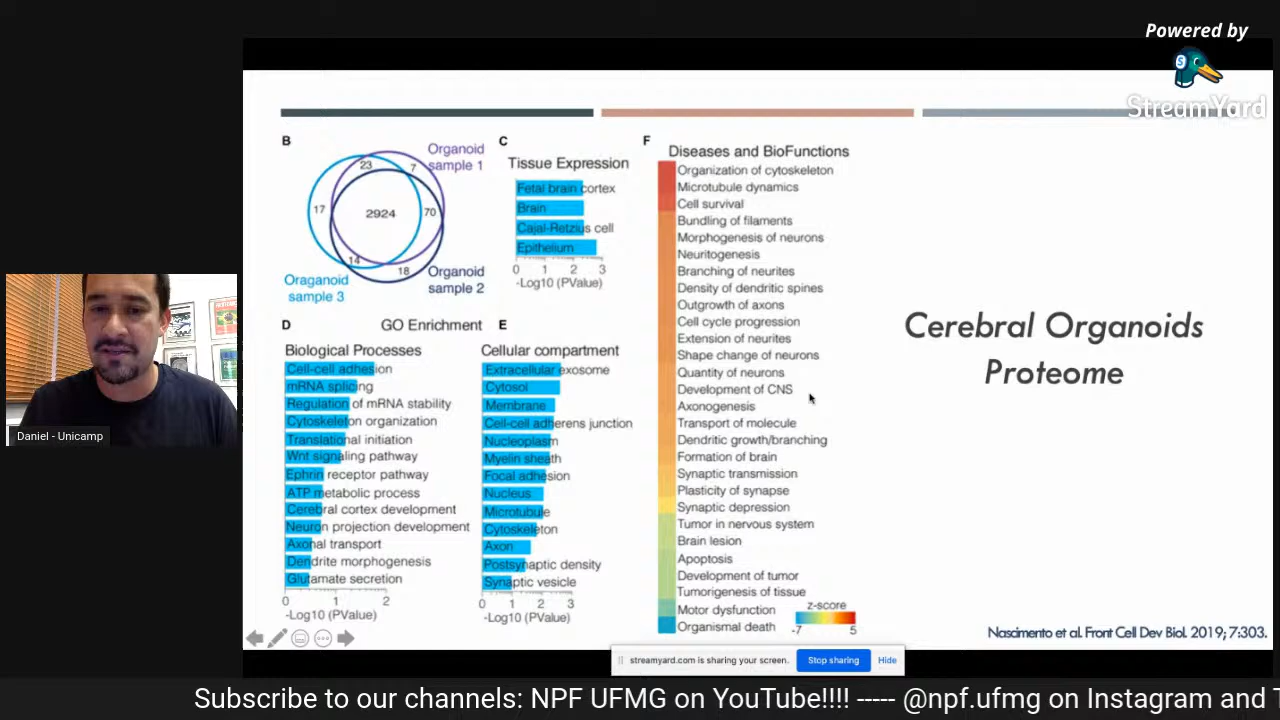 Powered by
StreamYard
B
Organoid
sample 1
23
7
17
2924
70
14
18
Oraganoid
sample 3
Organoid
sample 2
C
Tissue Expression
Fetal brain cortex
Brain
Cajal-Retzius cell
Epithelium
0 1 2 3
-Log10 (PValue)
D
GO Enrichment
E
Biological Processes
Cell-cell adhesion
mRNA splicing
Regulation of mRNA stability
Cytoskeleton organization
Translational initiation
Wnt signaling pathway
Ephrin receptor pathway
ATP metabolic process
Cerebral cortex development
Neuron projection development
Axonal transport
Dendrite morphogenesis
Glutamate secretion
0 1 2
-Log10 (PValue)
Cellular compartment
Extracellular exosome
Cytosol
Membrane
Cell-cell adherens junction
Nucleoplasm
Myelin sheath
Focal adhesion
Nucleus
Microtubule
Cytoskeleton
Axon
Postsynaptic density
Synaptic vesicle
0 1 2 3
-Log10 (PValue)
F
Diseases and BioFunctions
Organization of cytoskeleton
Microtubule dynamics
Cell survival
Bundling of filaments
Morphogenesis of neurons
Neuritogenesis
Branching of neurites
Density of dendritic spines
Outgrowth of axons
Cell cycle progression
Extension of neurites
Shape change of neurons
Quantity of neurons
Development of CNS
Axonogenesis
Transport of molecule
Dendritic growth/branching
Formation of brain
Synaptic transmission
Plasticity of synapse
Synaptic depression
Tumor in nervous system
Brain lesion
Apoptosis
Development of tumor
Tumorigenesis of tissue
Motor dysfunction
Organismal death
z-score
-7 5
Cerebral Organoids
Proteome
Nascimento et al. Front Cell Dev Biol. 2019; 7:303.
Daniel - Unicamp
streamyard.com is sharing your screen.
Stop sharing
Hide
Subscribe to our channels: NPF UFMG on YouTube!!!! ----- @npf.ufmg on Instagram and T